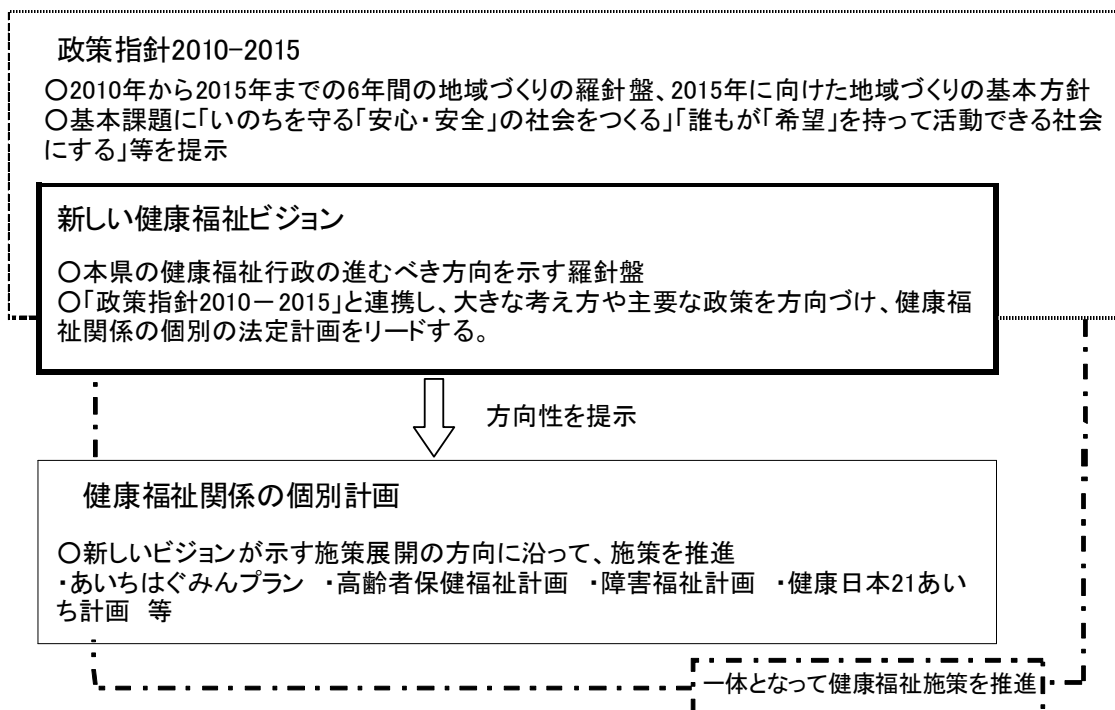 政策指針2010-2015
○2010年から2015年までの6年間の地域づくりの羅針盤、2015年に向けた地域づくりの基本方針
○基本課題に「いのちを守る「安心・安全」の社会をつくる」「誰もが「希望」を持って活動できる社会
にする」等を提示
新しい健康福祉ビジョン
○本県の健康福祉行政の進むべき方向を示す羅針盤
○「政策指針2010－2015」と連携し、大きな考え方や主要な政策を方向づけ、健康福
祉関係の個別の法定計画をリードする。
方向性を提示
健康福祉関係の個別計画
○新しいビジョンが示す施策展開の方向に沿って、施策を推進
・あいちはぐみんプラン　・高齢者保健福祉計画　・障害福祉計画　・健康日本21あい
ち計画　等
一体となって健康福祉施策を推進